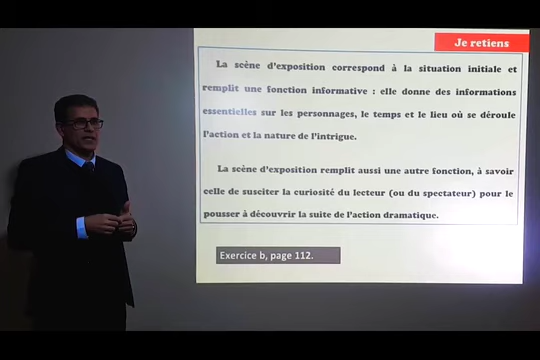 Je retiens
La scène d'exposition correspond à la situation initiale et
remplit une fonction informative : elle donne des informations
essentielles sur les personnages, le temps et le lieu où se déroule
l'action et la nature de l'intrigue.
La scène d'exposition remplit aussi une autre fonction, à savoir
celle de susciter la curiosité du lecteur (ou du spectateur) pour le
pousser à découvrir la suite de l'action dramatique.
Exercice b, page 112.